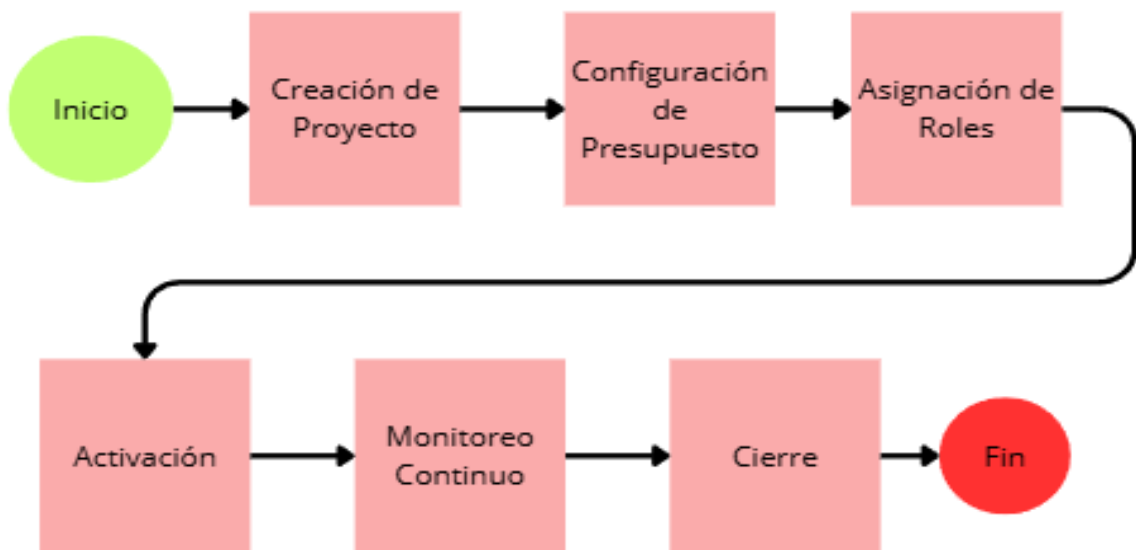 Inicio
Creación de
Proyecto
Configuración
de
Presupuesto
Asignación de
Roles
Activación
Monitoreo
Continuo
Cierre
Fin